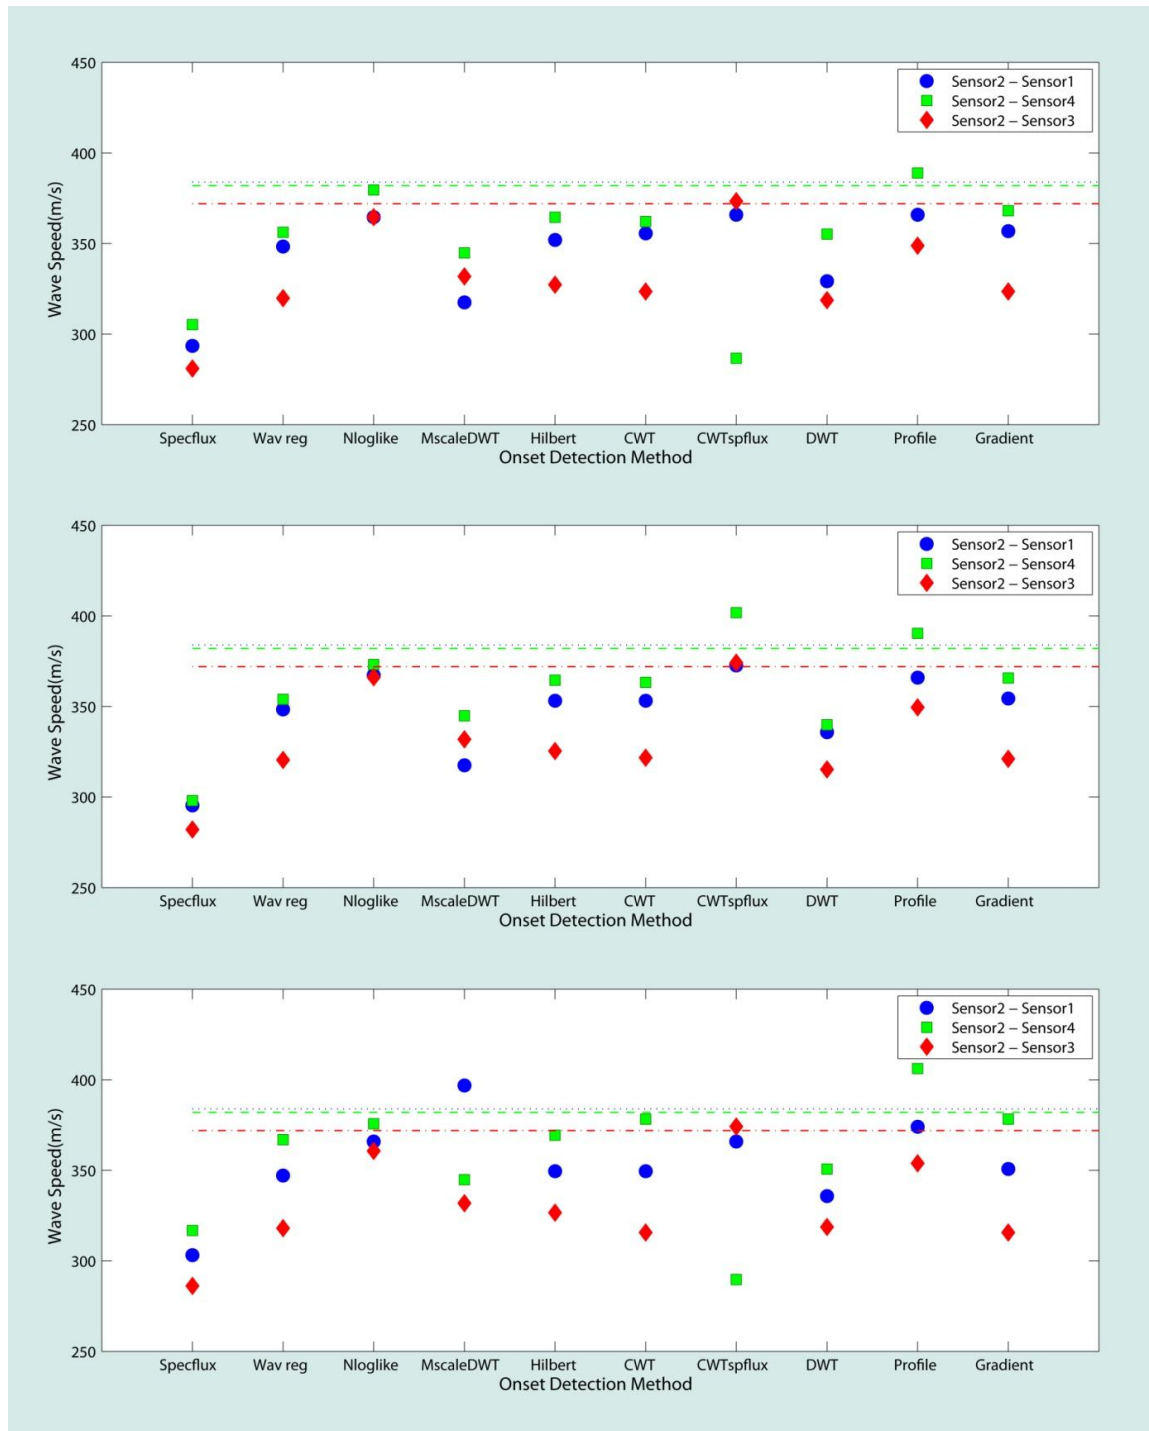 450
400
350
300
250
Wave Speed(m/s)
Sensor2 – Sensor1
Sensor2 – Sensor4
Sensor2 – Sensor3
Specflux Wav reg Nloglike MscaleDWT Hilbert CWT CWTspflux DWT Profile Gradient
Onset Detection Method
450
400
350
300
250
Wave Speed(m/s)
Sensor2 – Sensor1
Sensor2 – Sensor4
Sensor2 – Sensor3
Specflux Wav reg Nloglike MscaleDWT Hilbert CWT CWTspflux DWT Profile Gradient
Onset Detection Method
450
400
350
300
250
Wave Speed(m/s)
Sensor2 – Sensor1
Sensor2 – Sensor4
Sensor2 – Sensor3
Specflux Wav reg Nloglike MscaleDWT Hilbert CWT CWTspflux DWT Profile Gradient
Onset Detection Method